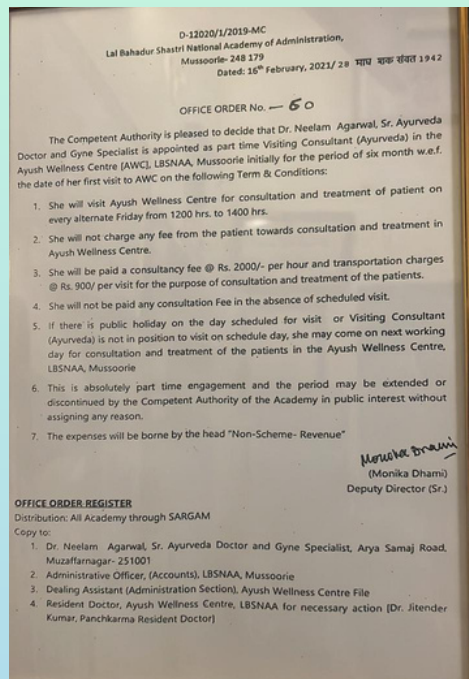 D-12020/1/2019-MC
Lal Bahadur Shastri National Academy of Administration,
Mussoorie- 248 179
Dated: 16th February, 2021/ 28 माघ शक संवत 1942
OFFICE ORDER No. — 60
The Competent Authority is pleased to decide that Dr. Neelam Agarwal, Sr. Ayurveda
Doctor and Gyne Specialist is appointed as part time Visiting Consultant (Ayurveda) in the
Ayush Wellness Centre [AWC], LBSNAA, Mussoorie initially for the period of six month w.e.f.
the date of her first visit to AWC on the following Term & Conditions:
1. She will visit Ayush Wellness Centre for consultation and treatment of patient on
every alternate Friday from 1200 hrs. to 1400 hrs.
2. She will not charge any fee from the patient towards consultation and treatment in
Ayush Wellness Centre.
3. She will be paid a consultancy fee @ Rs. 2000/- per hour and transportation charges
@ Rs. 900/ per visit for the purpose of consultation and treatment of the patients.
4. She will not be paid any consultation Fee in the absence of scheduled visit.
5. If there is public holiday on the day scheduled for visit or Visiting Consultant
(Ayurveda) is not in position to visit on schedule day, she may come on next working
day for consultation and treatment of the patients in the Ayush Wellness Centre,
LBSNAA, Mussoorie
6. This is absolutely part time engagement and the period may be extended or
discontinued by the Competent Authority of the Academy in public interest without
assigning any reason.
7. The expenses will be borne by the head "Non-Scheme- Revenue"
Monika Dhami
(Monika Dhami)
Deputy Director (Sr.)
OFFICE ORDER REGISTER
Distribution: All Academy through SARGAM
Copy to:
1. Dr. Neelam Agarwal, Sr. Ayurveda Doctor and Gyne Specialist, Arya Samaj Road,
Muzaffarnagar- 251001
2. Administrative Officer, (Accounts), LBSNAA, Mussoorie
3. Dealing Assistant (Administration Section), Ayush Wellness Centre File
4. Resident Doctor, Ayush Wellness Centre, LBSNAA for necessary action [Dr. Jitender
Kumar, Panchkarma Resident Doctor]